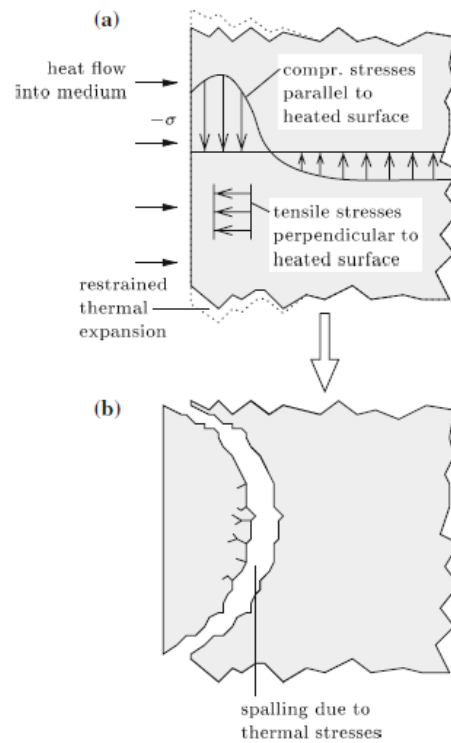 (a)
heat flow
into medium
compr. stresses
parallel to
heated surface
−σ
tensile stresses
perpendicular to
heated surface
restrained
thermal
expansion
(b)
spalling due to
thermal stresses